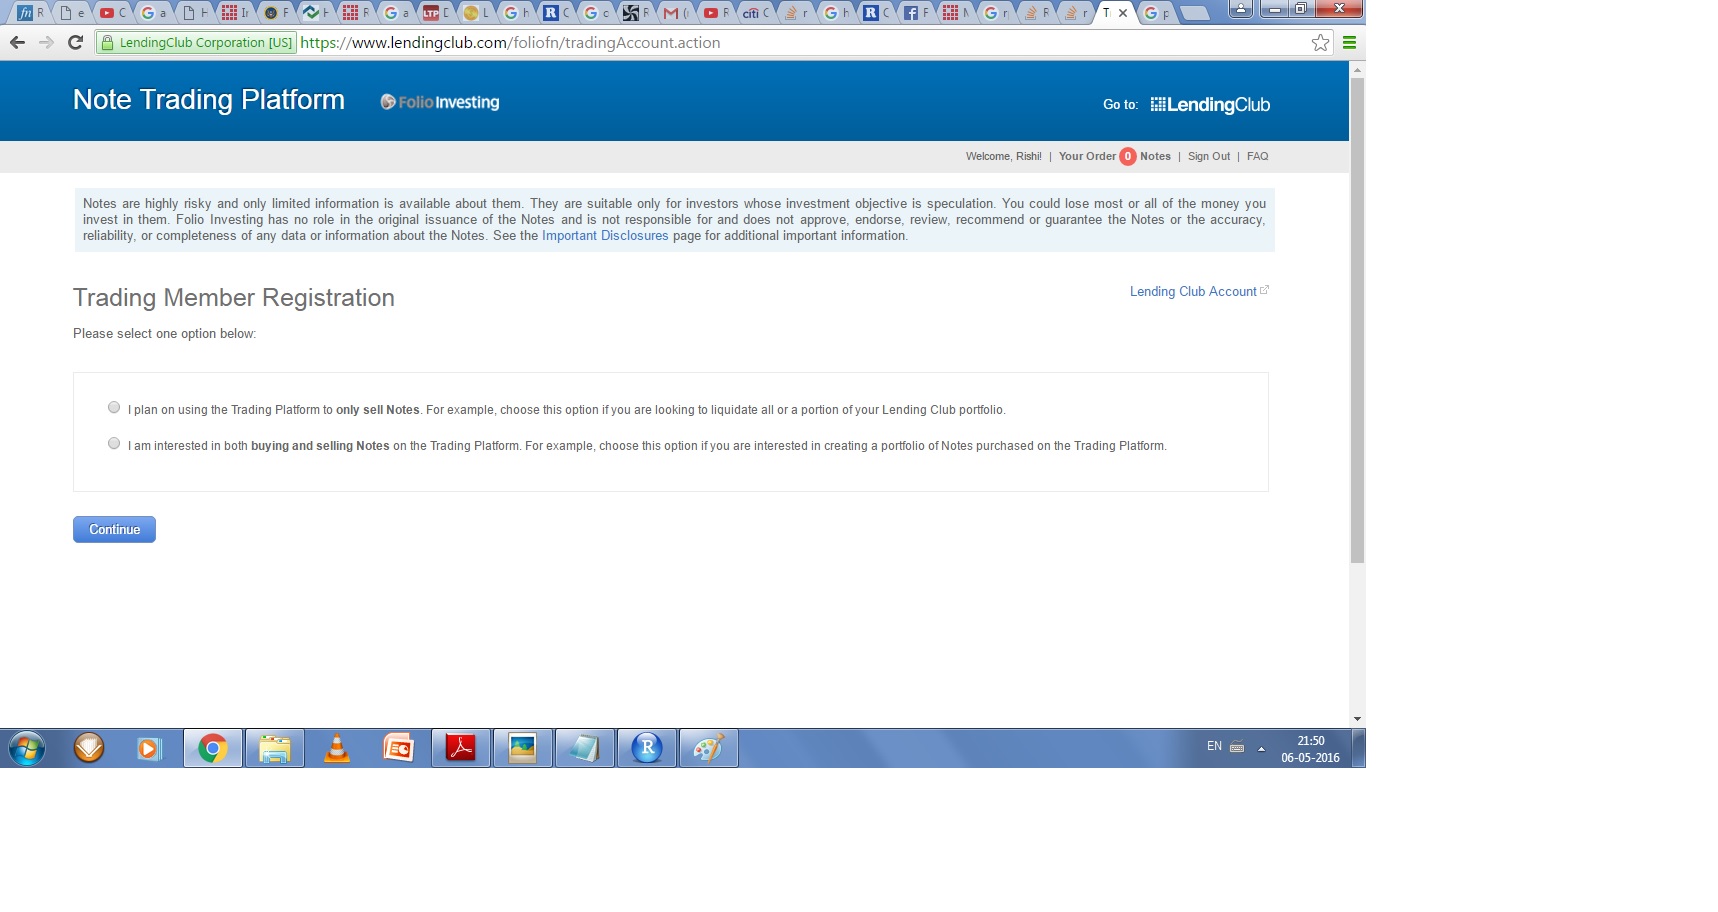 fn R
e
C
G a
H
Ir
F
H
R
G a
LTP D
L
G h
R C
G c
R
M (
R
citi C
r
G h
R C
f F
M
G r
R
r
T
G p
LendingClub Corporation [US] https://www.lendingclub.com/foliofn/tradingAccount.action
Note Trading Platform
FolioInvesting
Go to: LendingClub
Welcome, Rishi! | Your Order 0 Notes | Sign Out | FAQ
Notes are highly risky and only limited information is available about them. They are suitable only for investors whose investment objective is speculation. You could lose most or all of the money you
invest in them. Folio Investing has no role in the original issuance of the Notes and is not responsible for and does not approve, endorse, review, recommend or guarantee the Notes or the accuracy,
reliability, or completeness of any data or information about the Notes. See the Important Disclosures page for additional important information.
Trading Member Registration
Lending Club Account
Please select one option below:
I plan on using the Trading Platform to only sell Notes. For example, choose this option if you are looking to liquidate all or a portion of your Lending Club portfolio.
I am interested in both buying and selling Notes on the Trading Platform. For example, choose this option if you are interested in creating a portfolio of Notes purchased on the Trading Platform.
Continue
R
EN
21:50
06-05-2016